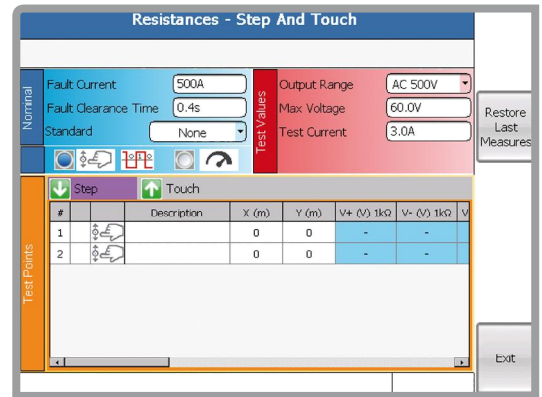 Resistances - Step And Touch
Nominal
Fault Current 500A
Fault Clearance Time 0.4s
Standard None
Test Values
Output Range AC 500V
Max Voltage 60.0V
Test Current 3.0A
Restore
Last
Measures
Step Touch
Test Points
# Description X (m) Y (m) V+ (V) 1kΩ V- (V) 1kΩ V
1 0 0 - -
2 0 0 - -
Exit